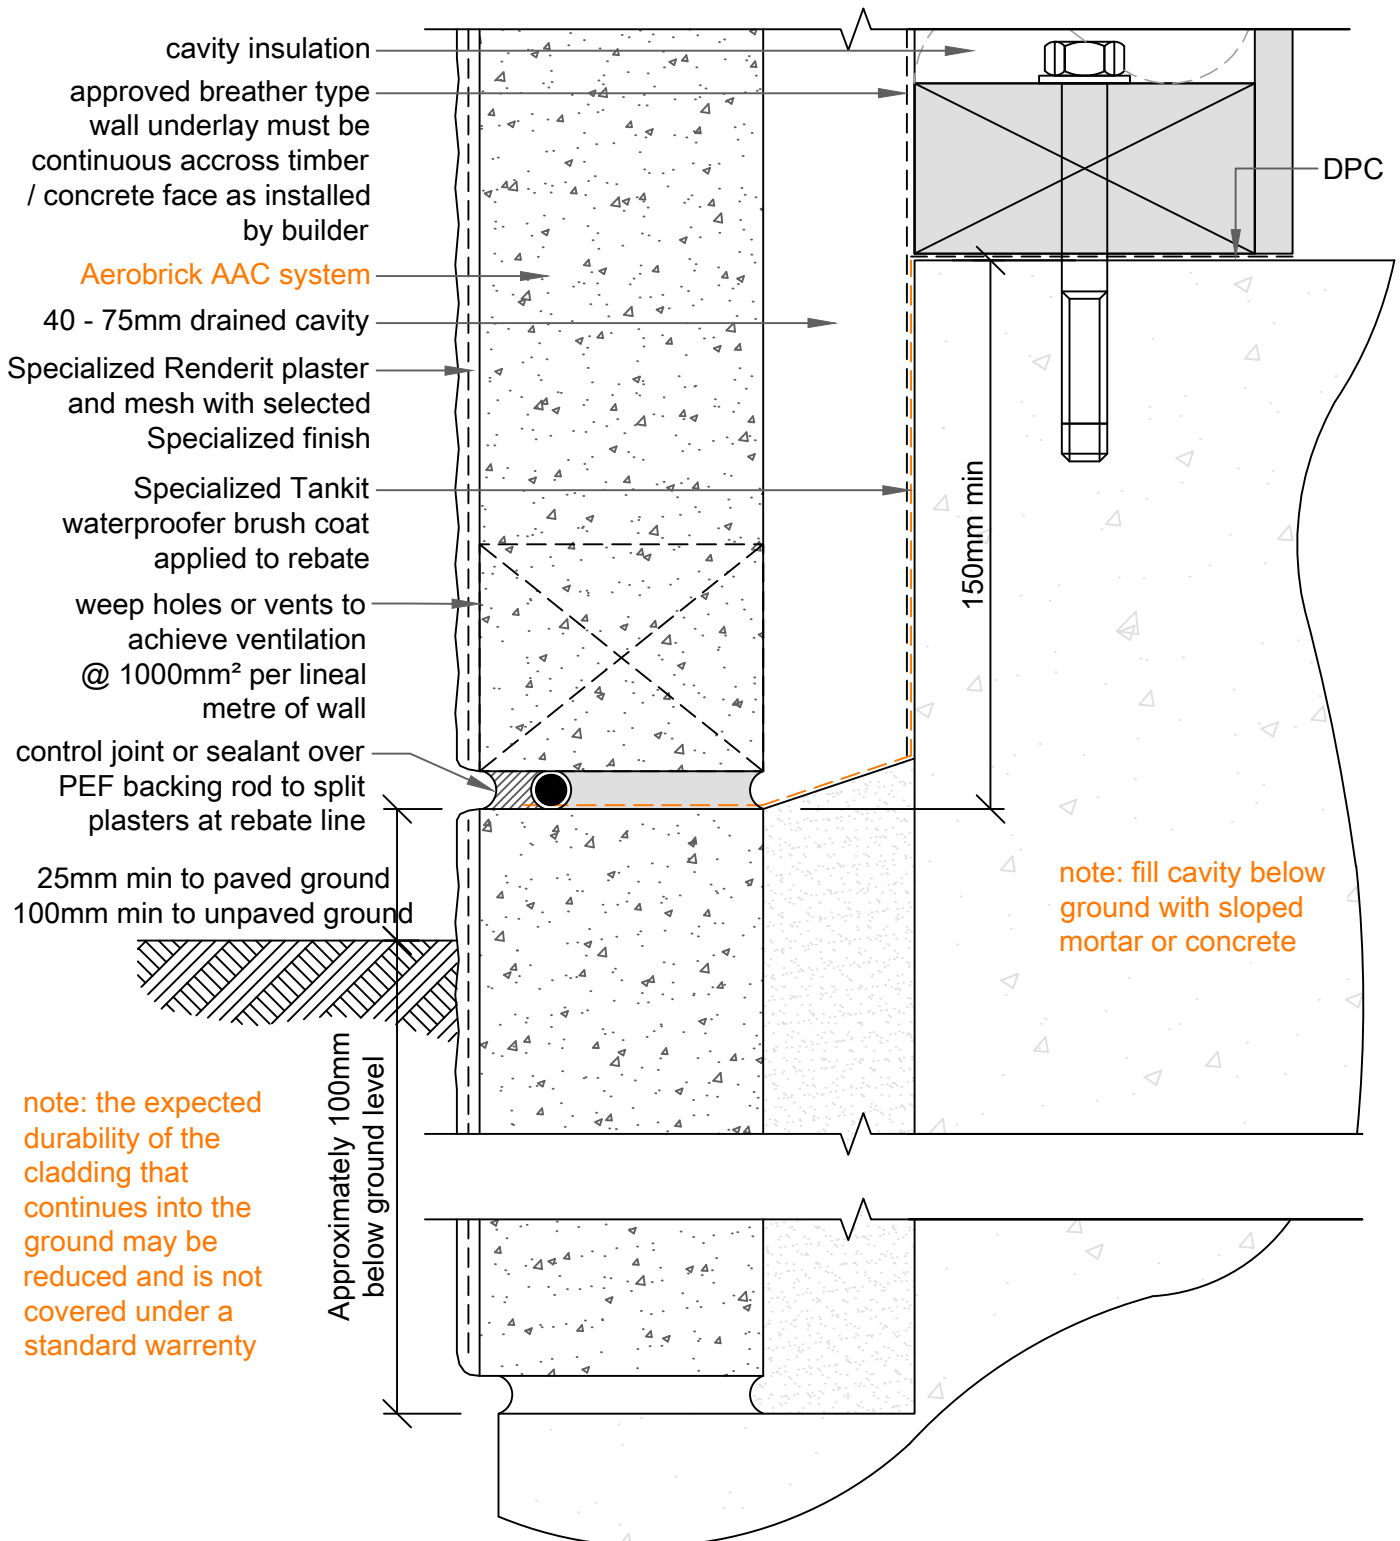 cavity insulation
approved breather type
wall underlay must be
continuous accross timber
/ concrete face as installed
by builder
Aerobrick AAC system
40 - 75mm drained cavity
Specialized Renderit plaster
and mesh with selected
Specialized finish
Specialized Tankit
waterproofer brush coat
applied to rebate
weep holes or vents to
achieve ventilation
@ 1000mm² per lineal
metre of wall
control joint or sealant over
PEF backing rod to split
plasters at rebate line
25mm min to paved ground
100mm min to unpaved ground
Approximately 100mm
below ground level
note: the expected
durability of the
cladding that
continues into the
ground may be
reduced and is not
covered under a
standard warrenty
DPC
150mm min
note: fill cavity below
ground with sloped
mortar or concrete